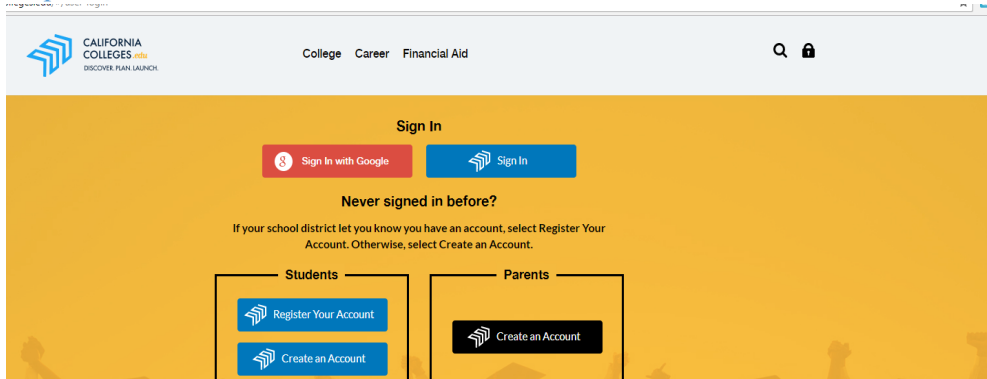 CALIFORNIA
COLLEGES.edu
DISCOVER. PLAN. LAUNCH.
College Career Financial Aid
Sign In
8 Sign In with Google
Sign In
Never signed in before?
If your school district let you know you have an account, select Register Your
Account. Otherwise, select Create an Account.
Students
Parents
Register Your Account
Create an Account
Create an Account